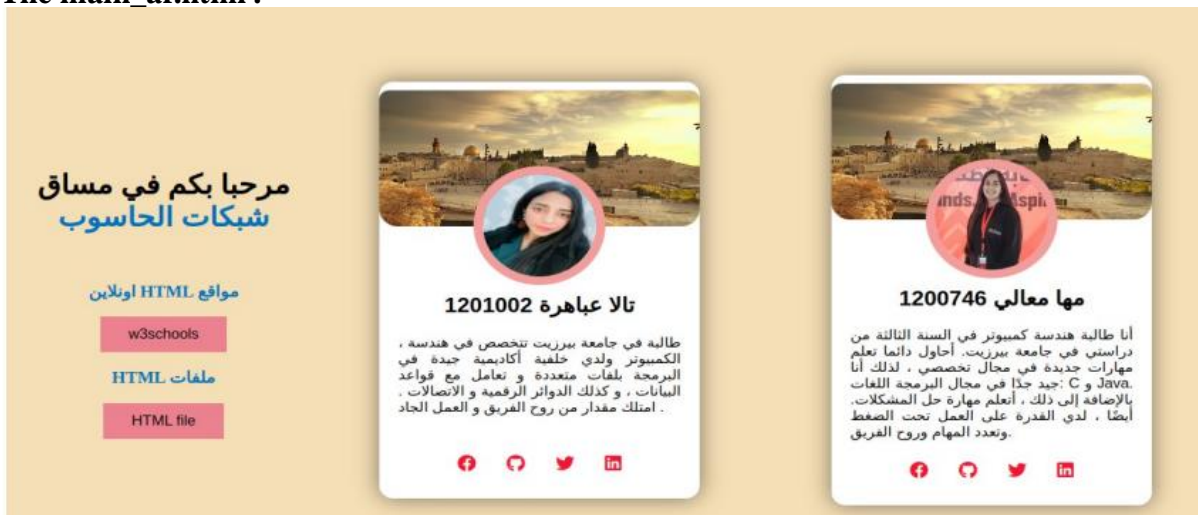 The main_ar.html :
مرحبا بكم في مساق
شبكات الحاسوب
مواقع HTML اونلاين
w3schools
ملفات HTML
HTML file
تالا عباهرة 1201002
طالبة في جامعة بيرزيت تتخصص في هندسة ،
الكمبيوتر ولدي خلفية أكاديمية جيدة في
البرمجة بلغات متعددة و تعامل مع قواعد
البيانات ، و كذلك الدوائر الرقمية و الاتصالات .
. امتلك مقدار من روح الفريق و العمل الجاد
مها معالي 1200746
أنا طالبة هندسة كمبيوتر في السنة الثالثة من
دراستي في جامعة بيرزيت. أحاول دائما تعلم
مهارات جديدة في مجال تخصصي ، لذلك أنا
جيد جدًا في مجال البرمجة اللغات: C و Java.
بالإضافة إلى ذلك ، أتعلم مهارة حل المشكلات.
أيضًا ، لدي القدرة على العمل تحت الضغط
وتعدد المهام وروح الفريق.